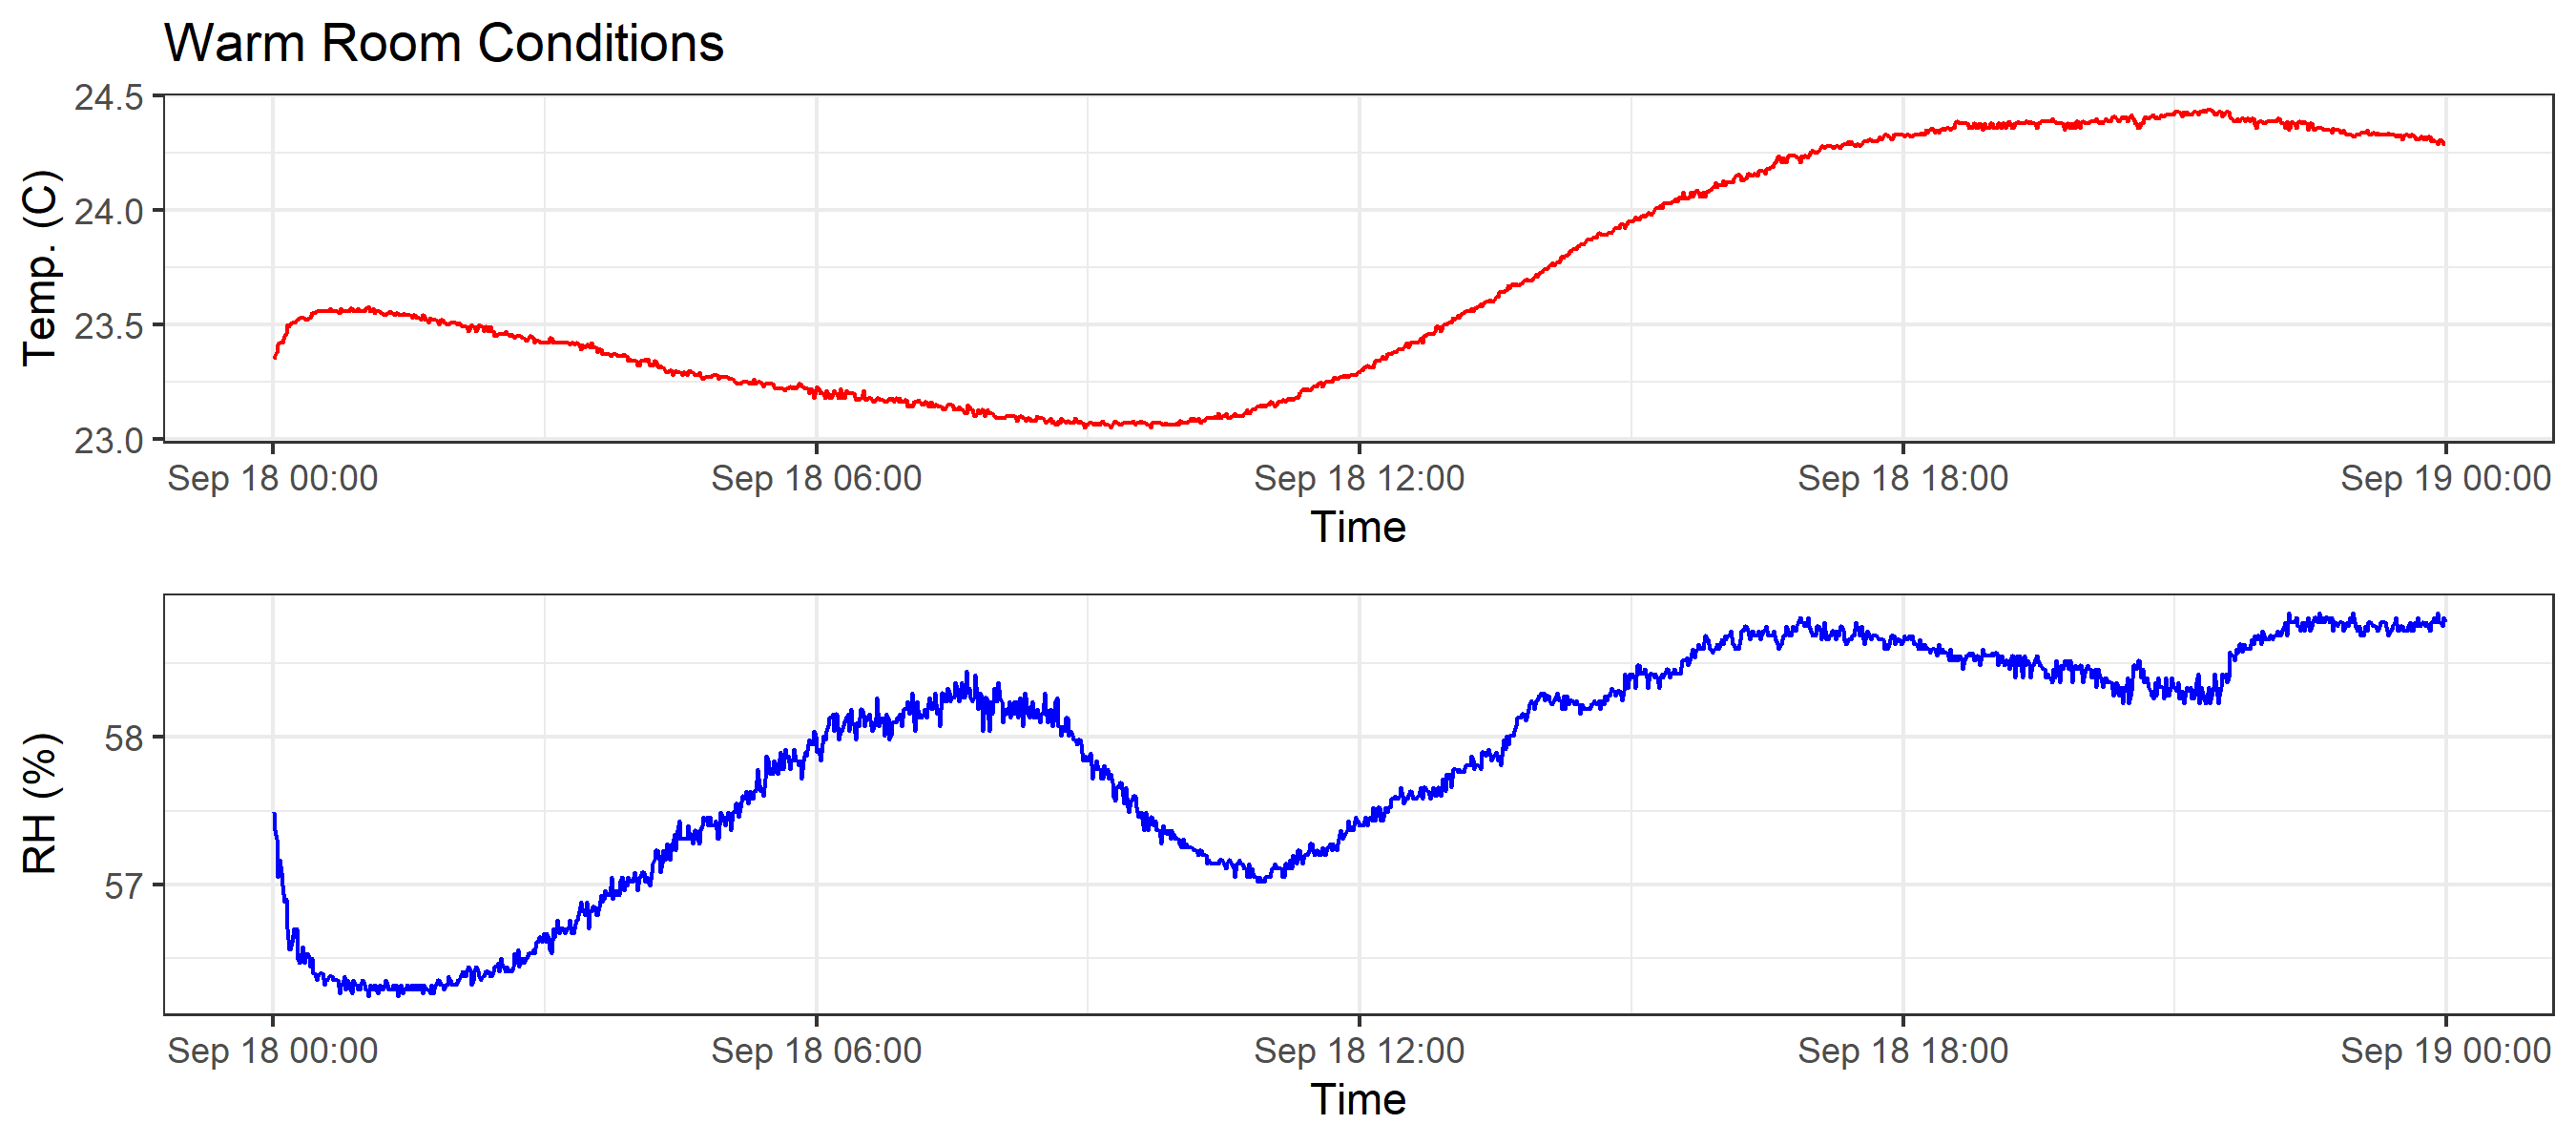 Warm Room Conditions
24.5
24.0
23.5
23.0
Temp. (C)
Sep 18 00:00 Sep 18 06:00 Sep 18 12:00 Sep 18 18:00 Sep 19 00:00
Time
58
57
RH (%)
Sep 18 00:00 Sep 18 06:00 Sep 18 12:00 Sep 18 18:00 Sep 19 00:00
Time